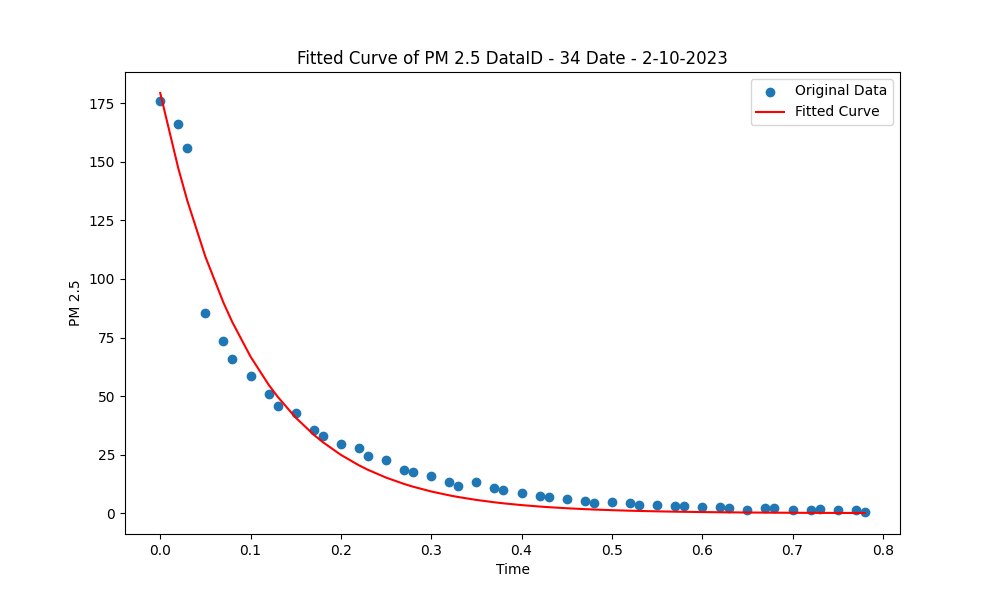 Fitted Curve of PM 2.5 DataID - 34 Date - 2-10-2023
Original Data
Fitted Curve
175
150
125
100
75
50
25
0
PM 2.5
0.0 0.1 0.2 0.3 0.4 0.5 0.6 0.7 0.8
Time